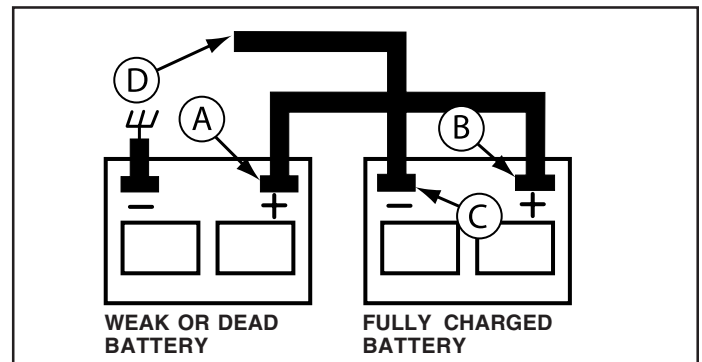 D
A
B
C
− + − +
WEAK OR DEAD
BATTERY
FULLY CHARGED
BATTERY